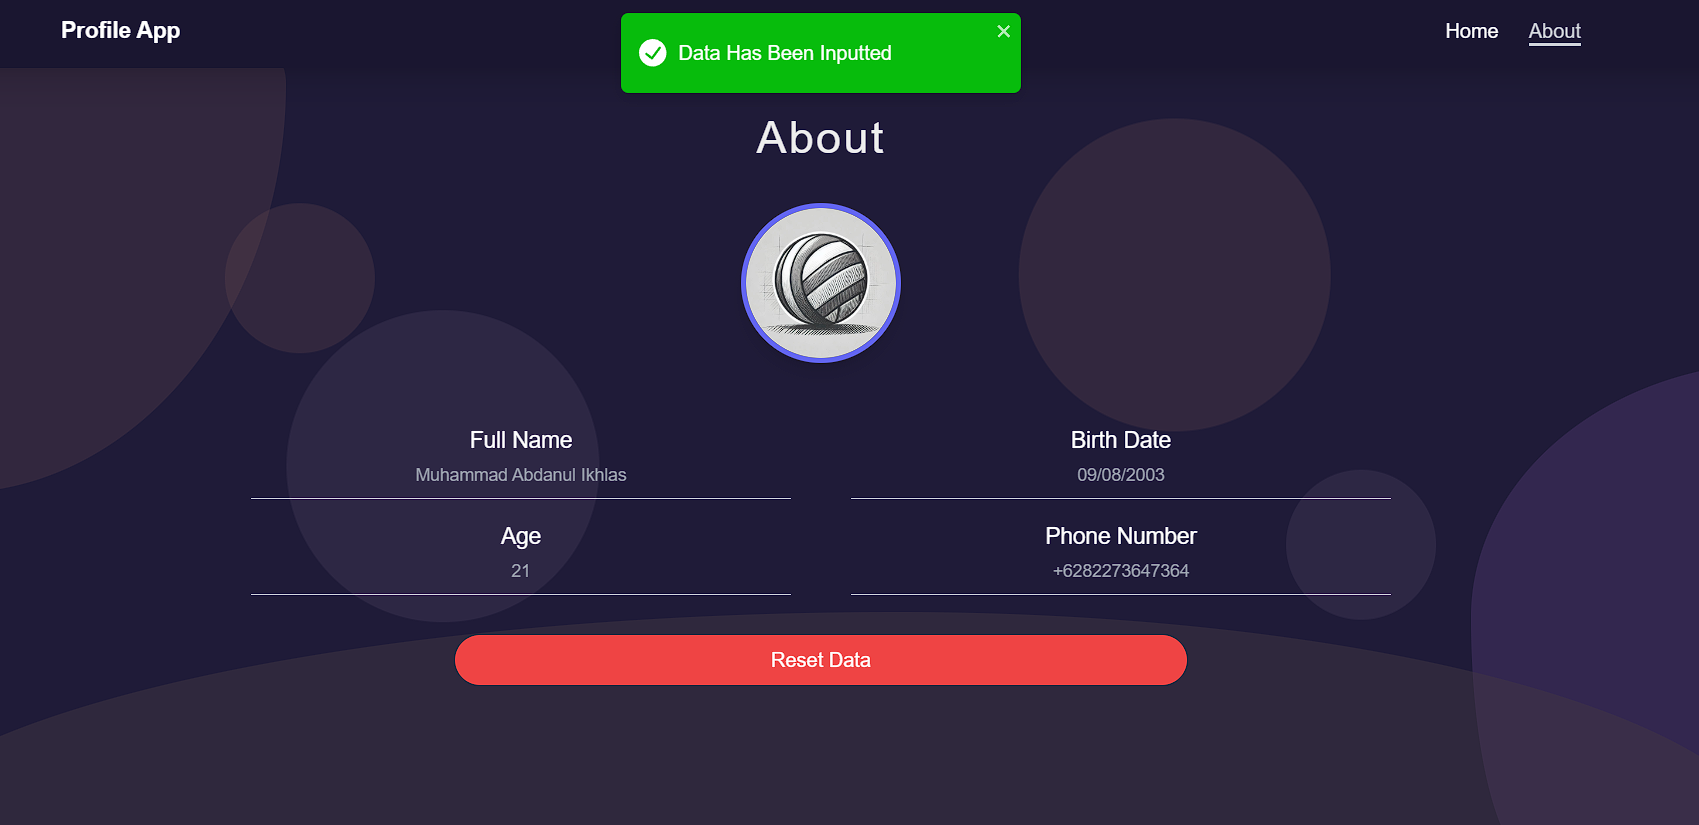 Profile App
Data Has Been Inputted
Home
About
About
Full Name
Muhammad Abdanul Ikhlas
Birth Date
09/08/2003
Age
21
Phone Number
+6282273647364
Reset Data